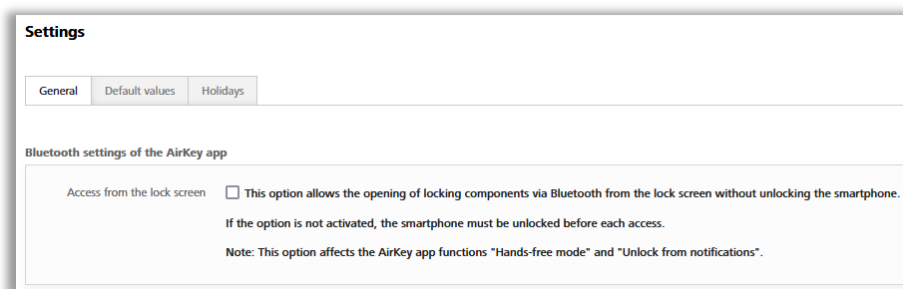 Settings
General Default values Holidays
Bluetooth settings of the AirKey app
Access from the lock screen This option allows the opening of locking components via Bluetooth from the lock screen without unlocking the smartphone.
If the option is not activated, the smartphone must be unlocked before each access.
Note: This option affects the AirKey app functions "Hands-free mode" and "Unlock from notifications".